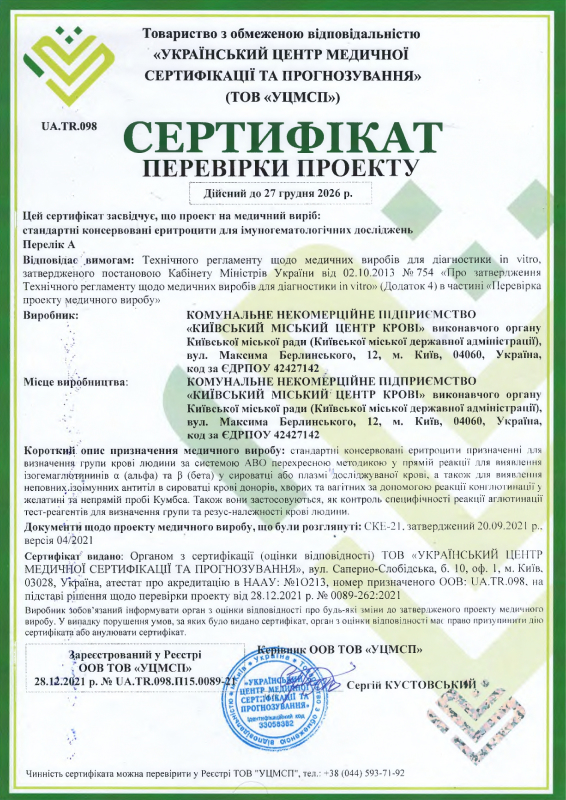 Товариство з обмеженою відповідальністю
«УКРАЇНСЬКИЙ ЦЕНТР МЕДИЧНОЇ
СЕРТИФІКАЦІЇ ТА ПРОГНОЗУВАННЯ»
(ТОВ «УЦМСП»)
UA.TR.098
СЕРТИФІКАТ
ПЕРЕВІРКИ ПРОЕКТУ
Дійсний до 27 грудня 2026 р.
Цей сертифікат засвідчує, що проект на медичний виріб:
стандартні консервовані еритроцити для імуногематологічних досліджень
Перелік А
Відповідає вимогам: Технічного регламенту щодо медичних виробів для діагностики in vitro,
затвердженого постановою Кабінету Міністрів України від 02.10.2013 № 754 «Про затвердження
Технічного регламенту щодо медичних виробів для діагностики in vitro» (Додаток 4) в частині «Перевірка
проекту медичного виробу»
Виробник:
КОМУНАЛЬНЕ НЕКОМЕРЦІЙНЕ ПІДПРИЄМСТВО
«КИЇВСЬКИЙ МІСЬКИЙ ЦЕНТР КРОВІ» виконавчого органу
Київської міської ради (Київської міської державної адміністрації),
вул. Максима Берлинського, 12, м. Київ, 04060, Україна,
код за ЄДРПОУ 42427142
Місце виробництва:
КОМУНАЛЬНЕ НЕКОМЕРЦІЙНЕ ПІДПРИЄМСТВО
«КИЇВСЬКИЙ МІСЬКИЙ ЦЕНТР КРОВІ» виконавчого органу
Київської міської ради (Київської міської державної адміністрації),
вул. Максима Берлинського, 12, м. Київ, 04060, Україна,
код за ЄДРПОУ 42427142
Короткий опис призначення медичного виробу: стандартні консервовані еритроцити призначенні для
визначення групи крові людини за системою АВО перехресною методикою у прямій реакції для виявлення
ізогемаглютинінів α (альфа) та β (бета) у сироватці або плазмі досліджуваної крові, а також для виявлення
неповних ізоімунних антитіл в сироватці крові донорів, хворих та вагітних за допомогою реакції конглютинації у
желатині та непрямій пробі Кумбса. Також вони застосовуються, як контроль специфічності реакції аглютинації
тест-реагентів для визначення групи та резус-належності крові людини.
Документи щодо проекту медичного виробу, що були розглянуті: СКЕ-21, затверджений 20.09.2021 р.,
версія 04/2021
Сертифікат видано: Органом з сертифікації (оцінки відповідності) ТОВ «УКРАЇНСЬКИЙ ЦЕНТР
МЕДИЧНОЇ СЕРТИФІКАЦІЇ ТА ПРОГНОЗУВАННЯ», вул. Саперно-Слобідська, б. 10, оф. 1, м. Київ,
03028, Україна, атестат про акредитацію в НААУ: №1О213, номер призначеного ООВ: UA.TR.098, на
підставі рішення щодо перевірки проекту від 28.12.2021 р. № 0089-262:2021
Виробник зобов'язаний інформувати орган з оцінки відповідності про будь-які зміни до затвердженого проекту медичного
виробу. У випадку порушення умов, за яких було видано сертифікат, орган з оцінки відповідності має право призупинити дію
сертифіката або анулювати сертифікат.
Зареєстрований у Реєстрі
ООВ ТОВ «УЦМСП»
28.12.2021 р. № UA.TR.098.П15.0089-21
Керівник ООВ ТОВ «УЦМСП»
Сергій КУСТОВСЬКИЙ
«УКРАЇНСЬКИЙ
ЦЕНТР МЕДИЧНОЇ
СЕРТИФІКАЦІЇ ТА
ПРОГНОЗУВАННЯ»
Ідентифікаційний код
33058382
Чинність сертифіката можна перевірити у Реєстрі ТОВ "УЦМСП", тел.: +38 (044) 593-71-92